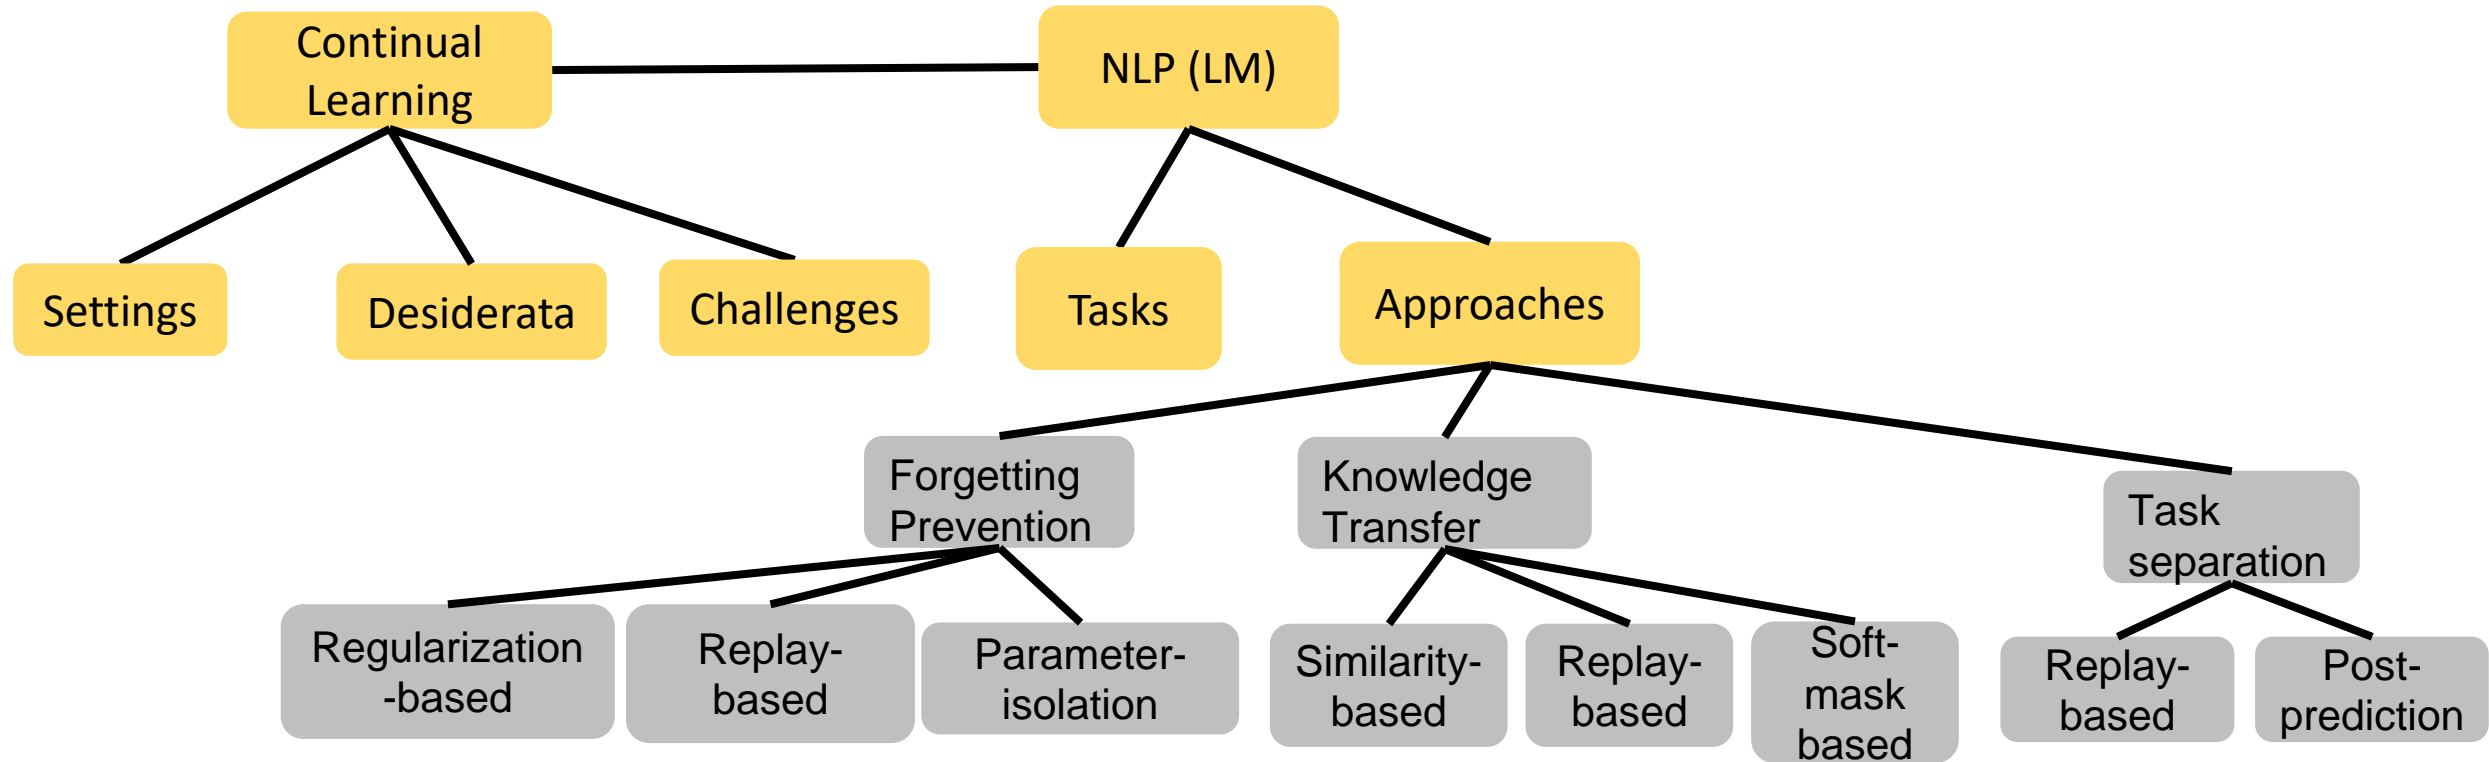 Continual
Learning
NLP (LM)
Settings
Desiderata
Challenges
Tasks
Approaches
Forgetting
Prevention
Knowledge
Transfer
Task
separation
Regularization
-based
Replay-
based
Parameter-
isolation
Similarity-
based
Replay-
based
Soft-
mask
based
Replay-
based
Post-
prediction